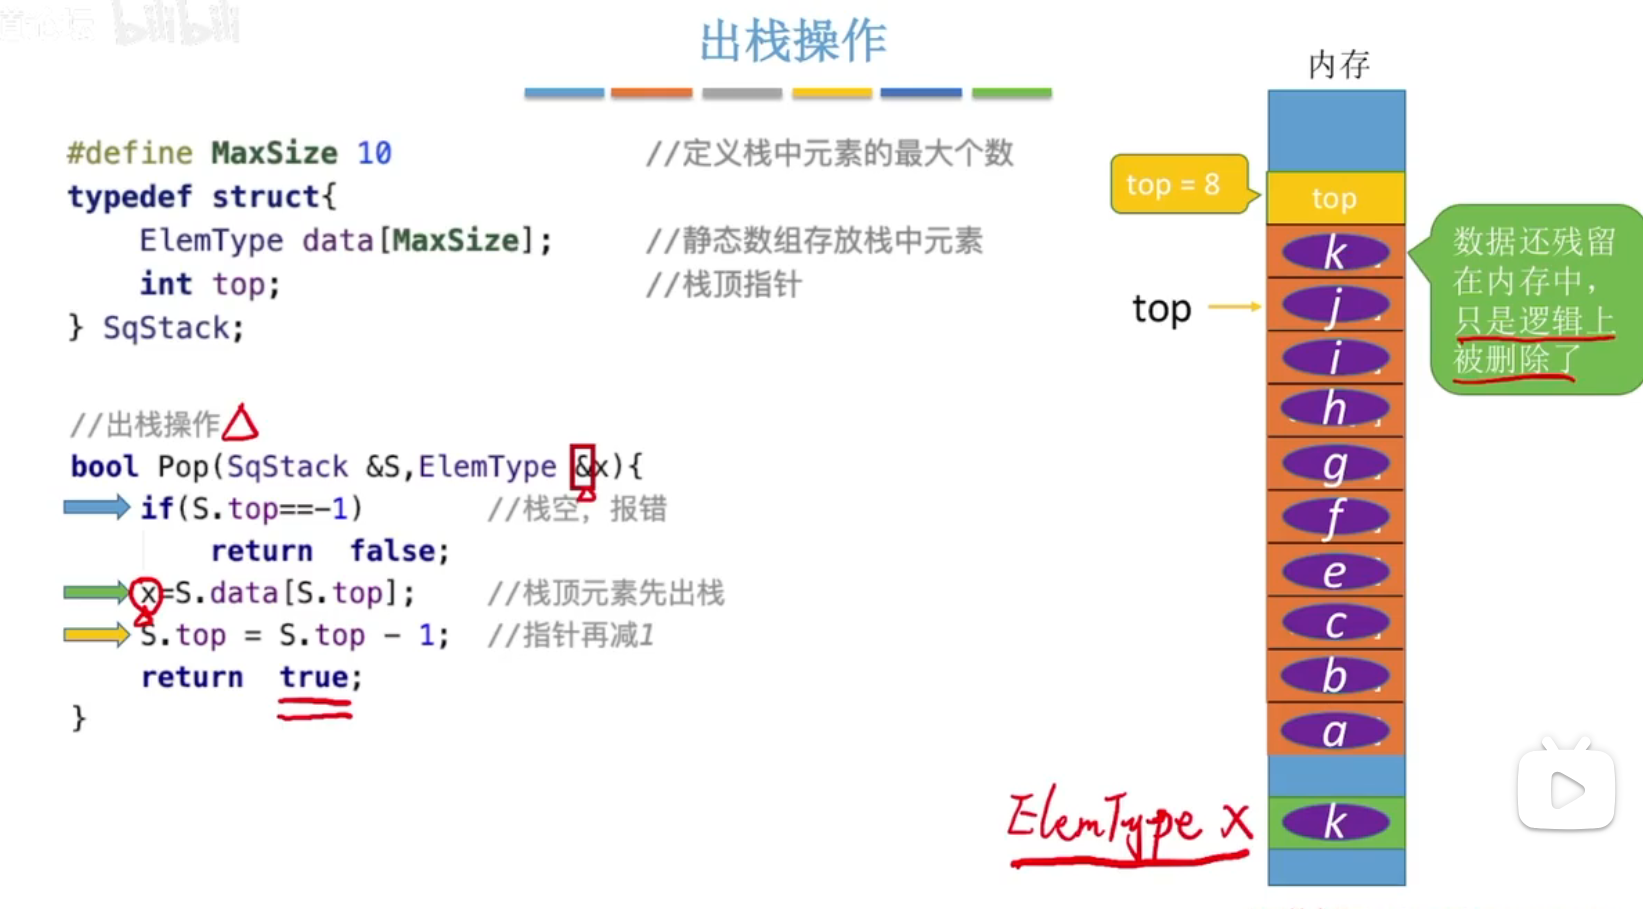 bilibili
出栈操作
#define MaxSize 10 //定义栈中元素的最大个数
typedef struct{
ElemType data[MaxSize]; //静态数组存放栈中元素
int top; //栈顶指针
} SqStack;
//出栈操作
bool Pop(SqStack &S,ElemType &x){
if(S.top==-1) //栈空，报错
return false;
x=S.data[S.top]; //栈顶元素先出栈
S.top = S.top - 1; //指针再减1
return true;
}
内存
top = 8
top
k
top
j
i
h
g
f
e
c
b
a
数据还残留
在内存中，
只是逻辑上
被删除了
ElemType x
k